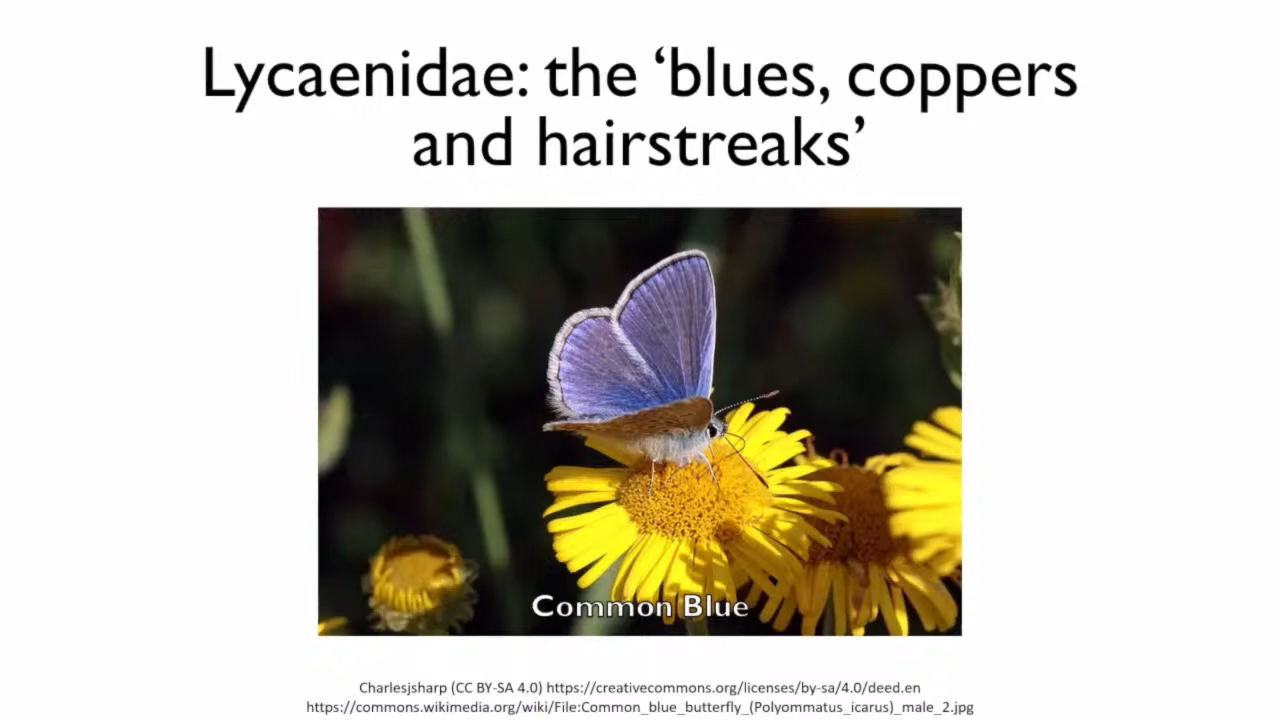 Lycaenidae: the ‘blues, coppers
and hairstreaks’
Common Blue
Charlesjsharp (CC BY-SA 4.0) https://creativecommons.org/licenses/by-sa/4.0/deed.en
https://commons.wikimedia.org/wiki/File:Common_blue_butterfly_(Polyommatus_icarus)_male_2.jpg